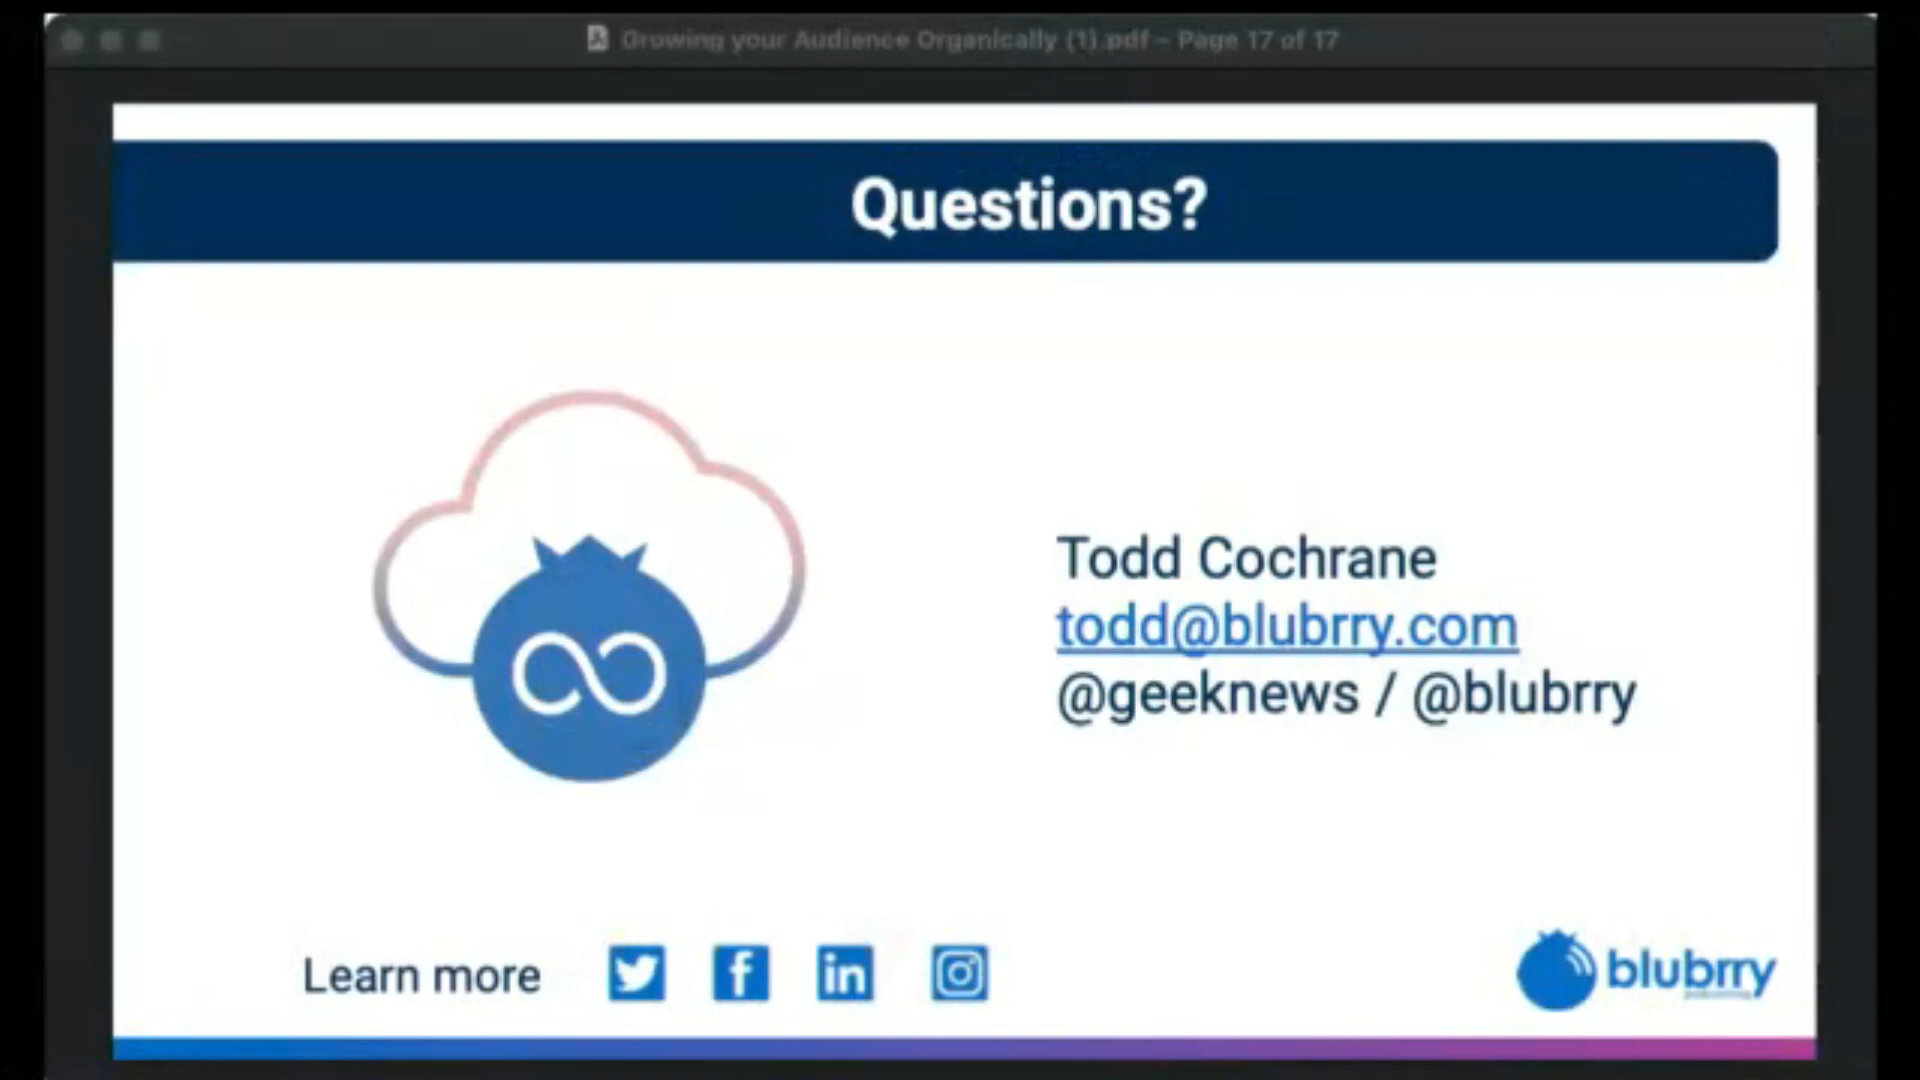 Growing your Audience Organically (1).pdf – Page 17 of 17
Questions?
Todd Cochrane
todd@blubrry.com
@geeknews / @blubrry
Learn more
blubrry